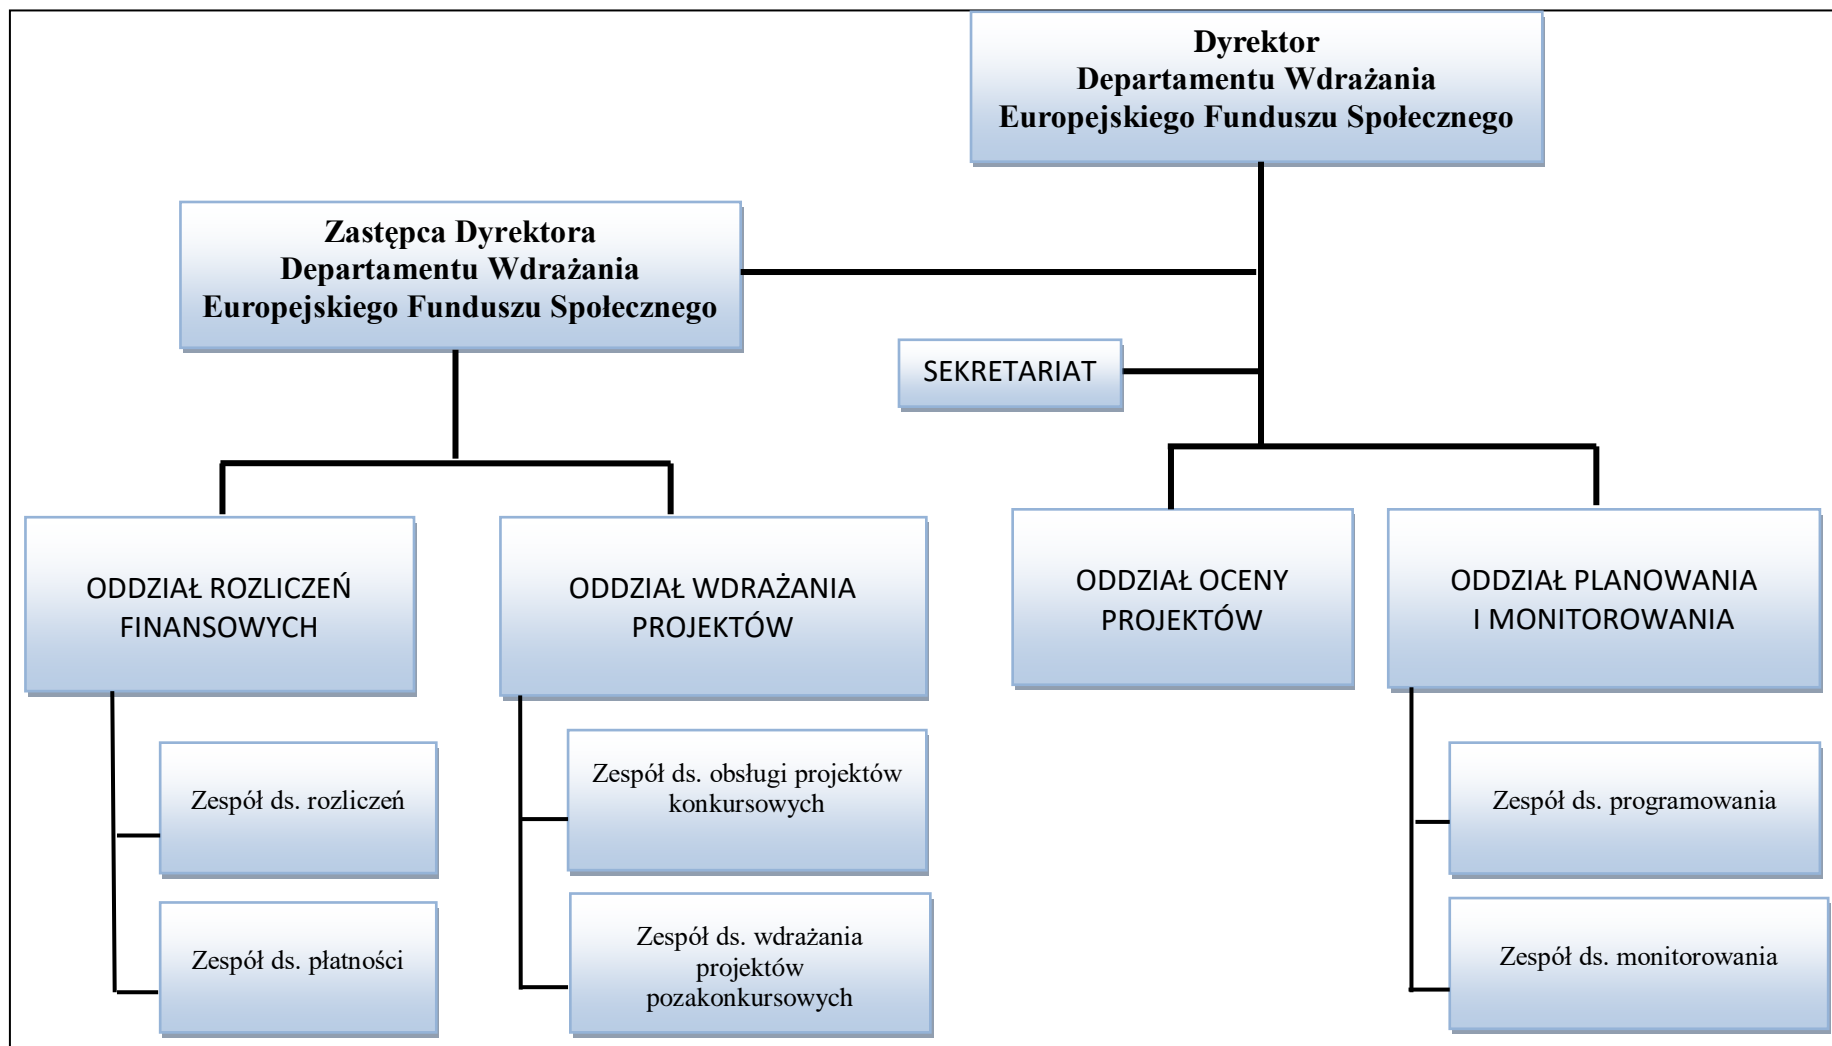 Dyrektor
Departamentu Wdrażania
Europejskiego Funduszu Społecznego
Zastępca Dyrektora
Departamentu Wdrażania
Europejskiego Funduszu Społecznego
SEKRETARIAT
ODDZIAŁ ROZLICZEŃ
FINANSOWYCH
ODDZIAŁ WDRAŻANIA
PROJEKTÓW
ODDZIAŁ OCENY
PROJEKTÓW
ODDZIAŁ PLANOWANIA
I MONITOROWANIA
Zespół ds. rozliczeń
Zespół ds. płatności
Zespół ds. obsługi projektów
konkursowych
Zespół ds. wdrażania
projektów
pozakonkursowych
Zespół ds. programowania
Zespół ds. monitorowania